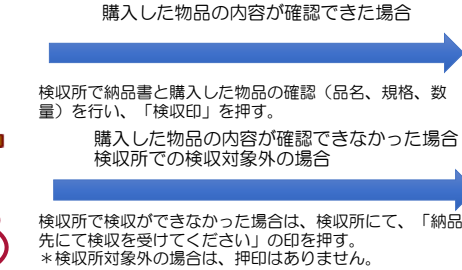 購入した物品の内容が確認できた場合
検収所で納品書と購入した物品の確認（品名、規格、数
量）を行い、「検収印」を押す。
購入した物品の内容が確認できなかった場合
検収所での検収対象外の場合
検収所で検収ができなかった場合は、検収所にて、「納品
先にて検収を受けてください」の印を押す。
＊検収所対象外の場合は、押印はありません。